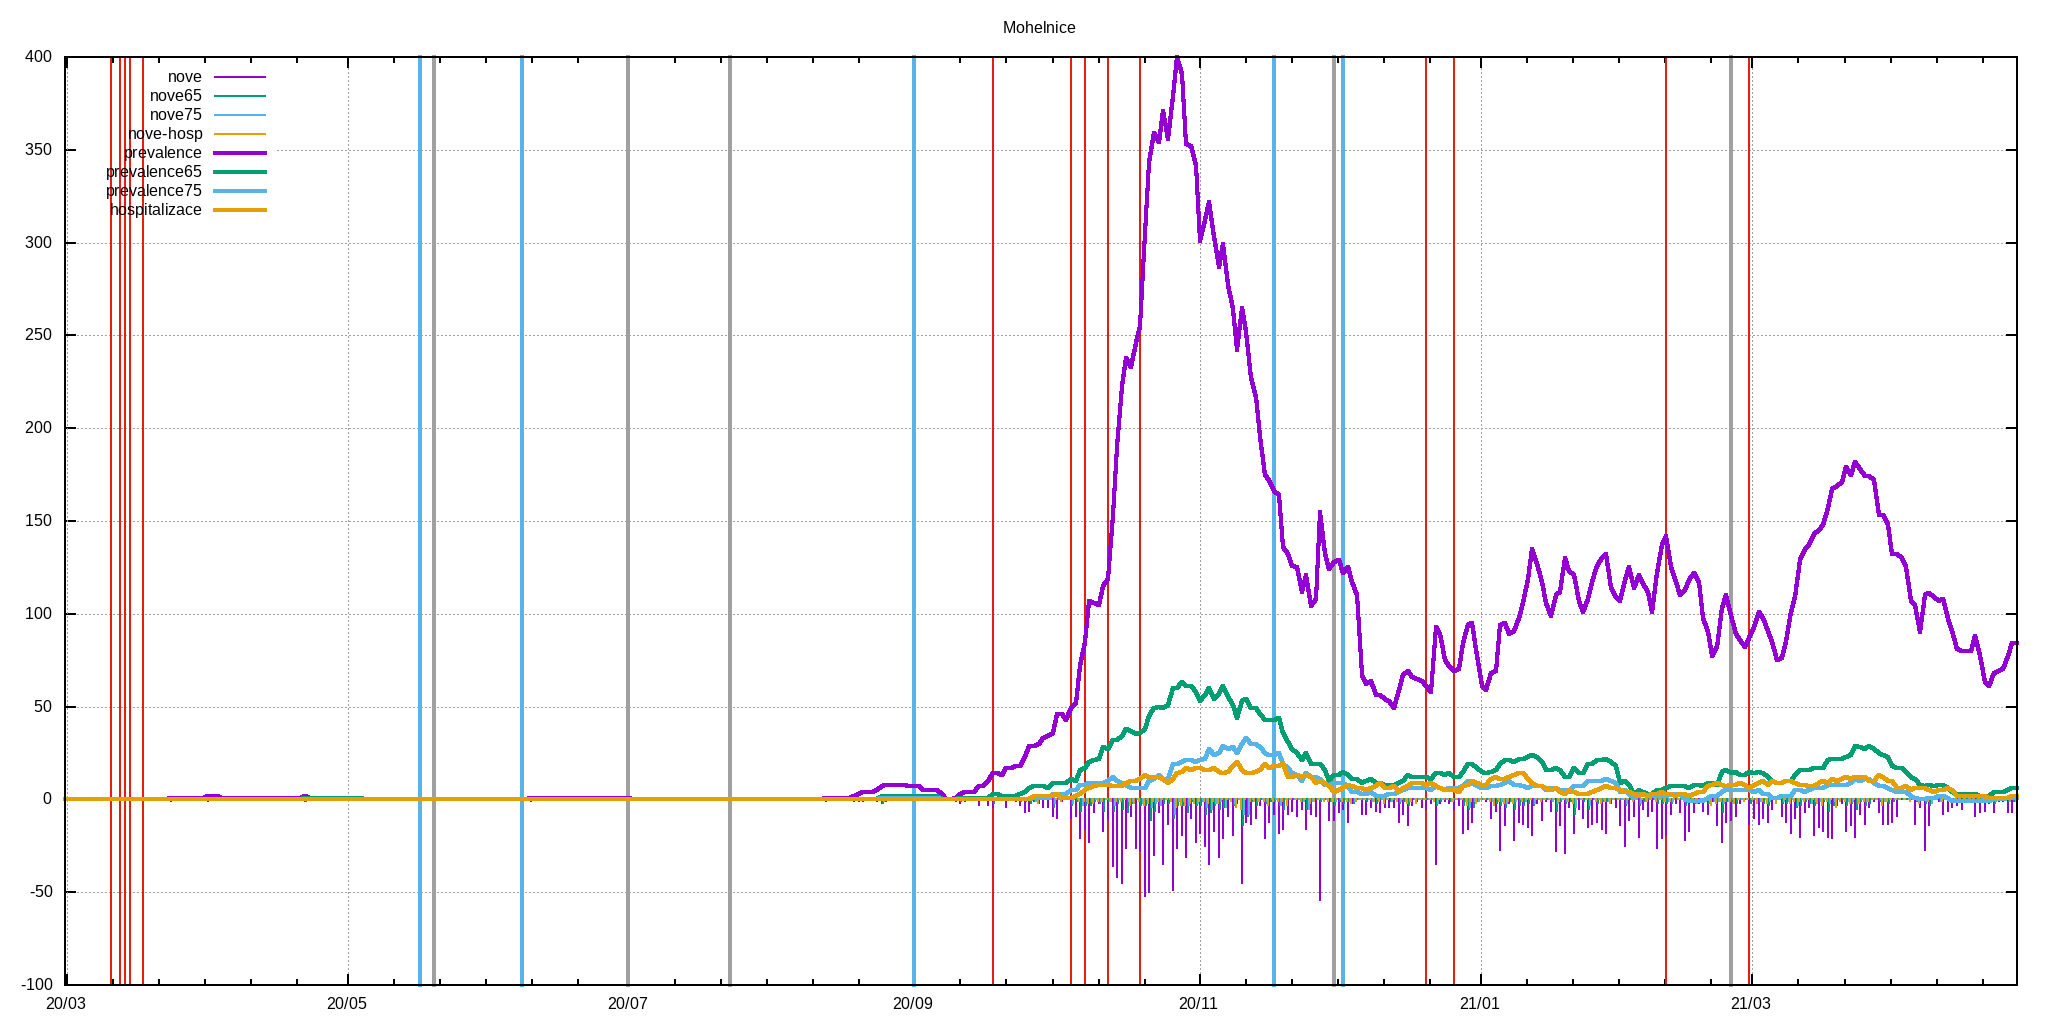 Mohelnice
400
350
300
250
200
150
100
50
0
-50
-100
nove
nove65
nove75
nove-hosp
prevalence
prevalence65
prevalence75
hospitalizace
20/03 20/05 20/07 20/09 20/11 21/01 21/03